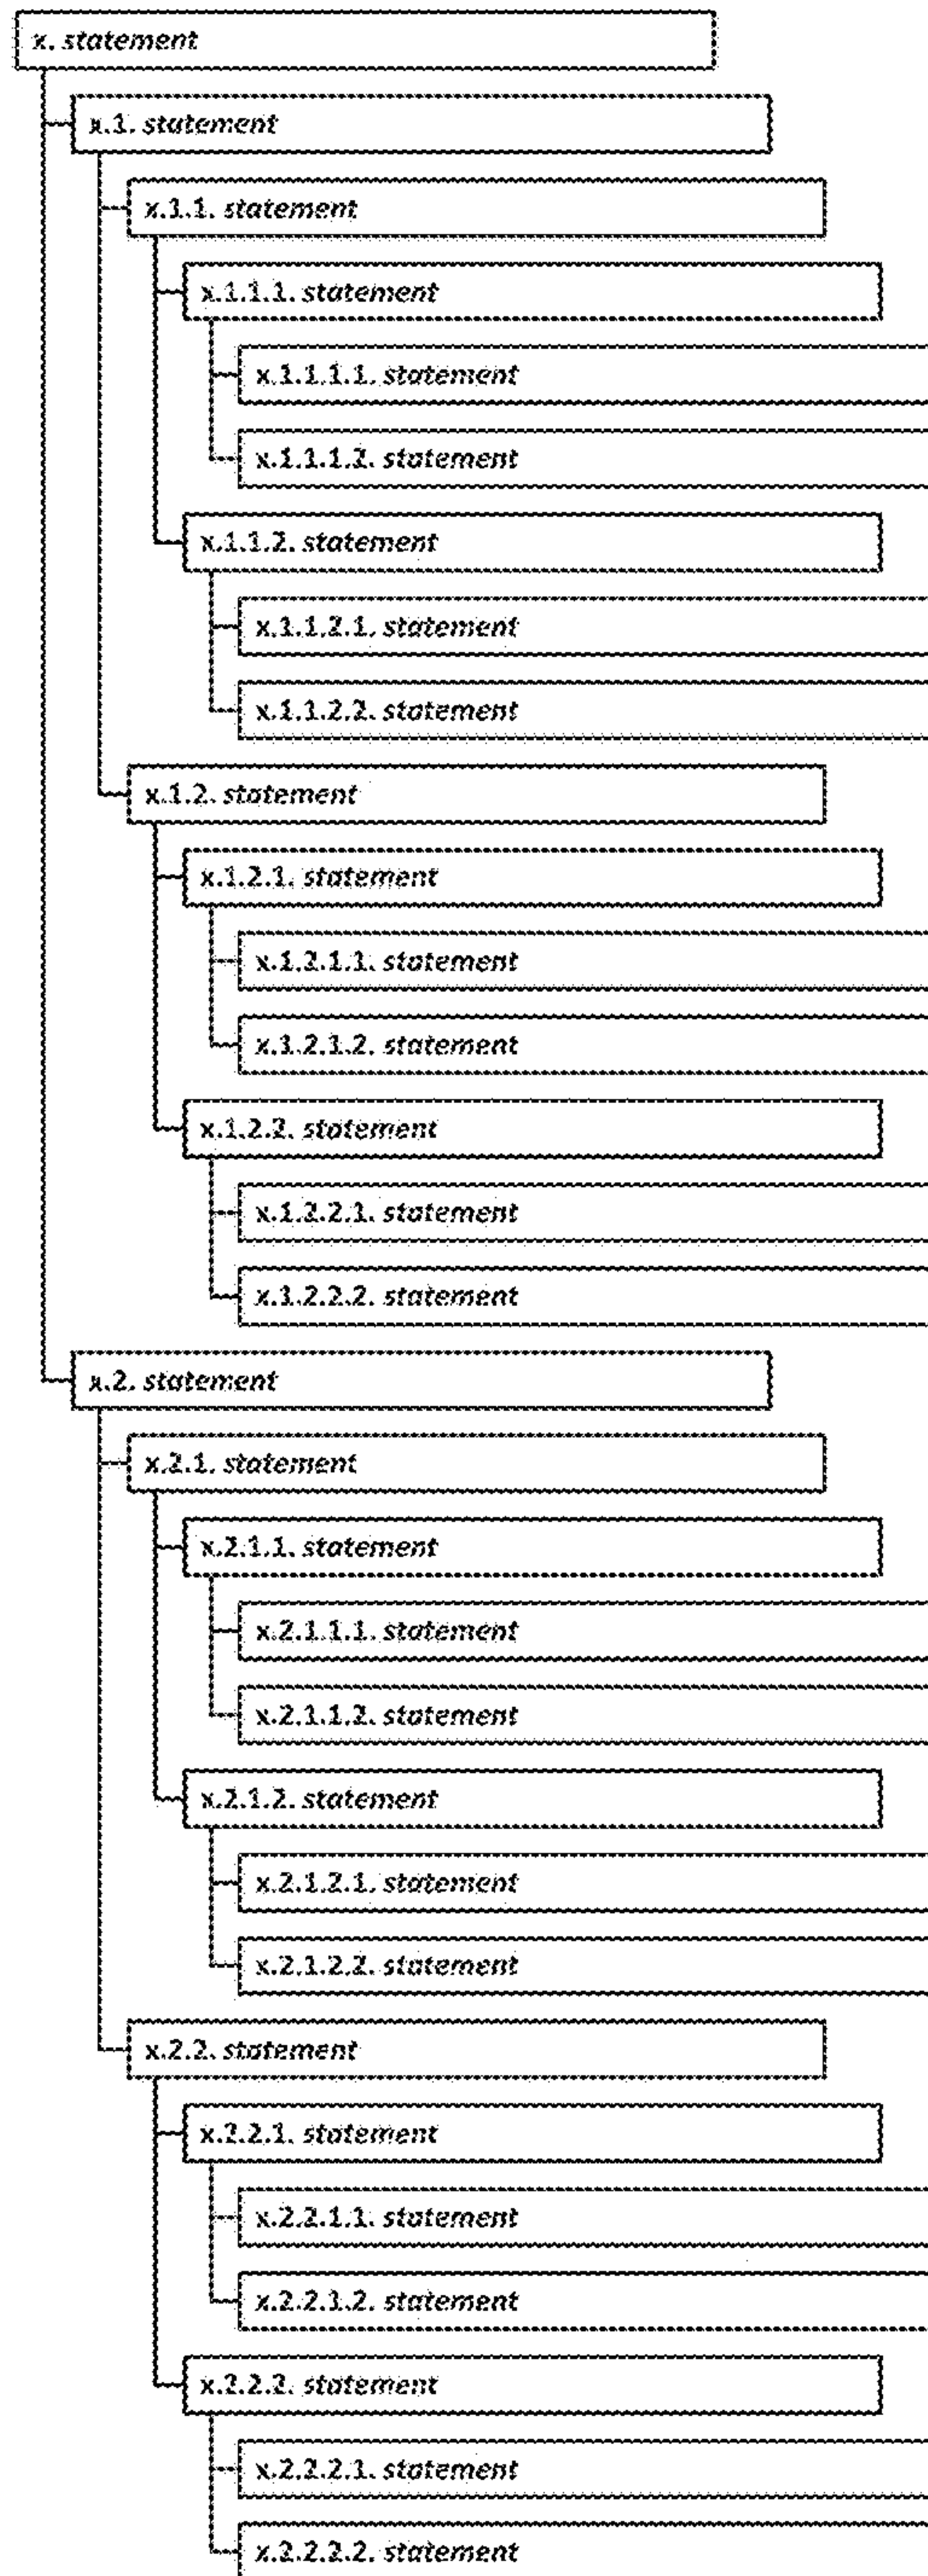 x. statement
x.1. statement
x.1.1. statement
x.1.1.1. statement
x.1.1.1.1. statement
x.1.1.1.2. statement
x.1.1.2. statement
x.1.1.2.1. statement
x.1.1.2.2. statement
x.1.2. statement
x.1.2.1. statement
x.1.2.1.1. statement
x.1.2.1.2. statement
x.1.2.2. statement
x.1.2.2.1. statement
x.1.2.2.2. statement
x.2. statement
x.2.1. statement
x.2.1.1. statement
x.2.1.1.1. statement
x.2.1.1.2. statement
x.2.1.2. statement
x.2.1.2.1. statement
x.2.1.2.2. statement
x.2.2. statement
x.2.2.1. statement
x.2.2.1.1. statement
x.2.2.1.2. statement
x.2.2.2. statement
x.2.2.2.1. statement
x.2.2.2.2. statement